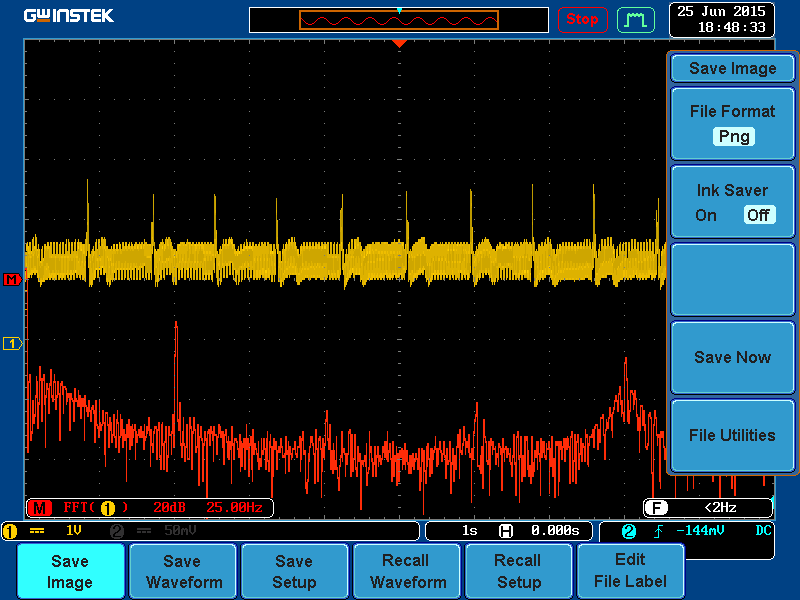 GWINSTEK
Stop
25 Jun 2015
18:48:33
Save Image
File Format
Png
Ink Saver
On Off
M
1
Save Now
File Utilities
M FFT( 1 ) 20dB 25.00Hz
F <2Hz
1 1V 2 50mV
1s H 0.000s
2 -144mV DC
Save
Image
Save
Waveform
Save
Setup
Recall
Waveform
Recall
Setup
Edit
File Label